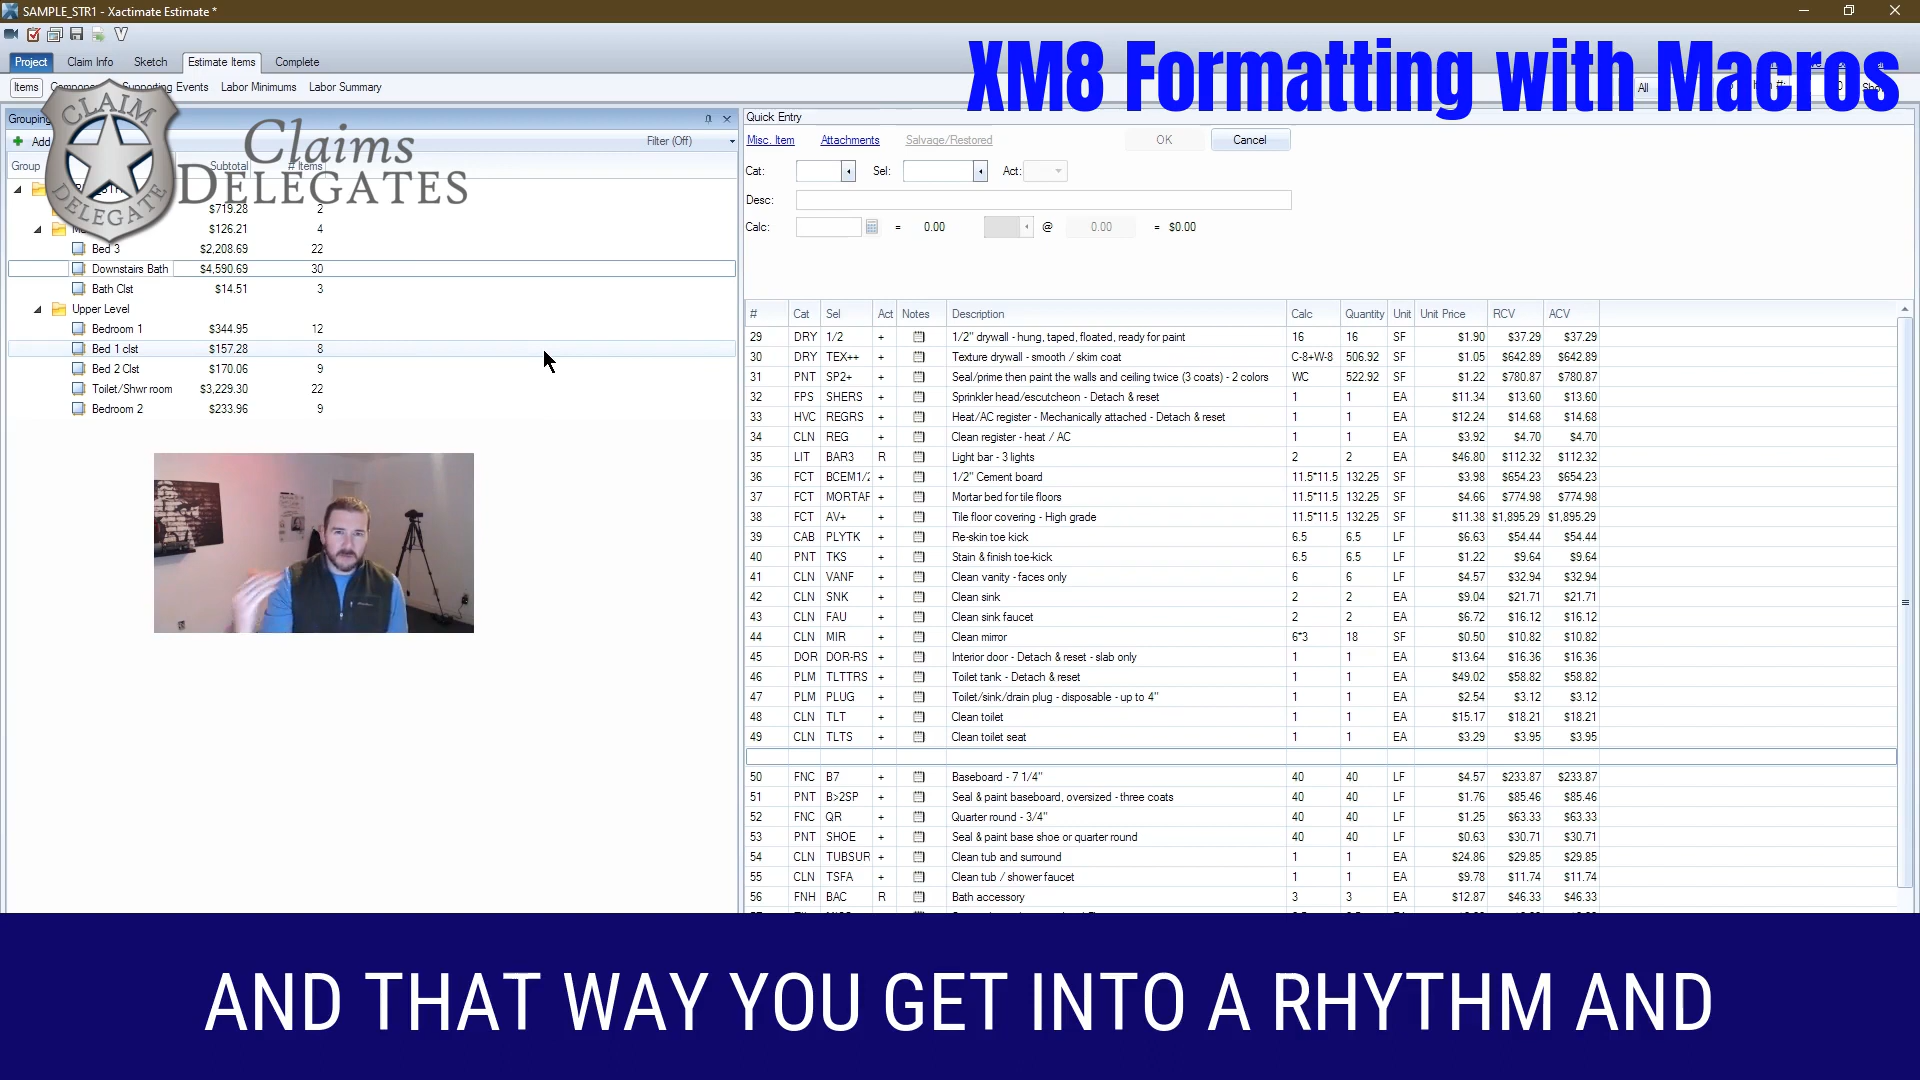 SAMPLE_STR1 - Xactimate Estimate *
XM8 Formatting with Macros
Project Claim Info Sketch Estimate Items Complete
Items Supporting Events Labor Minimums Labor Summary All
CLAIM DELEGATE
Claims
DELEGATES
Grouping
Add Filter (Off)
Group Subtotal # Items
$719.28 2
$126.21 4
Bed 3 $2,208.69 22
Downstairs Bath $4,590.69 30
Bath Clst $14.51 3
Upper Level
Bedroom 1 $344.95 12
Bed 1 clst $157.28 8
Bed 2 Clst $170.06 9
Toilet/Shwr room $3,229.30 22
Bedroom 2 $233.96 9
Quick Entry
Misc. Item Attachments Salvage/Restored OK Cancel
Cat: Sel: Act:
Desc:
Calc: = 0.00 @ 0.00 = $0.00
# Cat Sel Act Notes Description Calc Quantity Unit Unit Price RCV ACV
29 DRY 1/2 + 1/2" drywall - hung, taped, floated, ready for paint 16 16 SF $1.90 $37.29 $37.29
30 DRY TEX++ + Texture drywall - smooth / skim coat C-8+W-8 506.92 SF $1.05 $642.89 $642.89
31 PNT SP2+ + Seal/prime then paint the walls and ceiling twice (3 coats) - 2 colors WC 522.92 SF $1.22 $780.87 $780.87
32 FPS SHERS + Sprinkler head/escutcheon - Detach & reset 1 1 EA $11.34 $13.60 $13.60
33 HVC REGRS + Heat/AC register - Mechanically attached - Detach & reset 1 1 EA $12.24 $14.68 $14.68
34 CLN REG + Clean register - heat / AC 1 1 EA $3.92 $4.70 $4.70
35 LIT BAR3 R Light bar - 3 lights 2 2 EA $46.80 $112.32 $112.32
36 FCT BCEM1/2 + 1/2" Cement board 11.5*11.5 132.25 SF $3.98 $654.23 $654.23
37 FCT MORTAR + Mortar bed for tile floors 11.5*11.5 132.25 SF $4.66 $774.98 $774.98
38 FCT AV+ + Tile floor covering - High grade 11.5*11.5 132.25 SF $11.38 $1,895.29 $1,895.29
39 CAB PLYTK + Re-skin toe kick 6.5 6.5 LF $6.63 $54.44 $54.44
40 PNT TKS + Stain & finish toe-kick 6.5 6.5 LF $1.22 $9.64 $9.64
41 CLN VANF + Clean vanity - faces only 6 6 LF $4.57 $32.94 $32.94
42 CLN SNK + Clean sink 2 2 EA $9.04 $21.71 $21.71
43 CLN FAU + Clean sink faucet 2 2 EA $6.72 $16.12 $16.12
44 CLN MIR + Clean mirror 6*3 18 SF $0.50 $10.82 $10.82
45 DOR DOR-RS + Interior door - Detach & reset - slab only 1 1 EA $13.64 $16.36 $16.36
46 PLM TLTTRS + Toilet tank - Detach & reset 1 1 EA $49.02 $58.82 $58.82
47 PLM PLUG + Toilet/sink/drain plug - disposable - up to 4" 1 1 EA $2.54 $3.12 $3.12
48 CLN TLT + Clean toilet 1 1 EA $15.17 $18.21 $18.21
49 CLN TLTS + Clean toilet seat 1 1 EA $3.29 $3.95 $3.95
50 FNC B7 + Baseboard - 7 1/4" 40 40 LF $4.57 $233.87 $233.87
51 PNT B>2SP + Seal & paint baseboard, oversized - three coats 40 40 LF $1.76 $85.46 $85.46
52 FNC QR + Quarter round - 3/4" 40 40 LF $1.25 $63.33 $63.33
53 PNT SHOE + Seal & paint base shoe or quarter round 40 40 LF $0.63 $30.71 $30.71
54 CLN TUBSUR + Clean tub and surround 1 1 EA $24.86 $29.85 $29.85
55 CLN TSFA + Clean tub / shower faucet 1 1 EA $9.78 $11.74 $11.74
56 FNH BAC R Bath accessory 3 3 EA $12.87 $46.33 $46.33
AND THAT WAY YOU GET INTO A RHYTHM AND